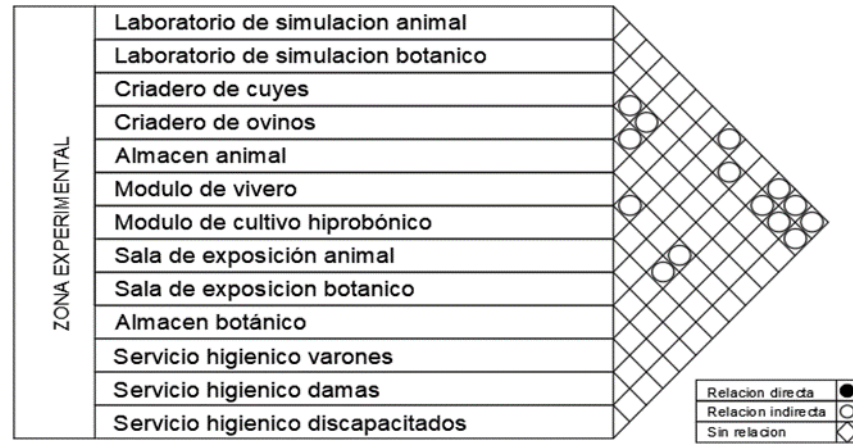 ZONA EXPERIMENTAL
Laboratorio de simulacion animal
Laboratorio de simulacion botanico
Criadero de cuyes
Criadero de ovinos
Almacen animal
Modulo de vivero
Modulo de cultivo hiprobónico
Sala de exposición animal
Sala de exposicion botanico
Almacen botánico
Servicio higienico varones
Servicio higienico damas
Servicio higienico discapacitados
Relacion directa
Relacion indirecta
Sin relacion